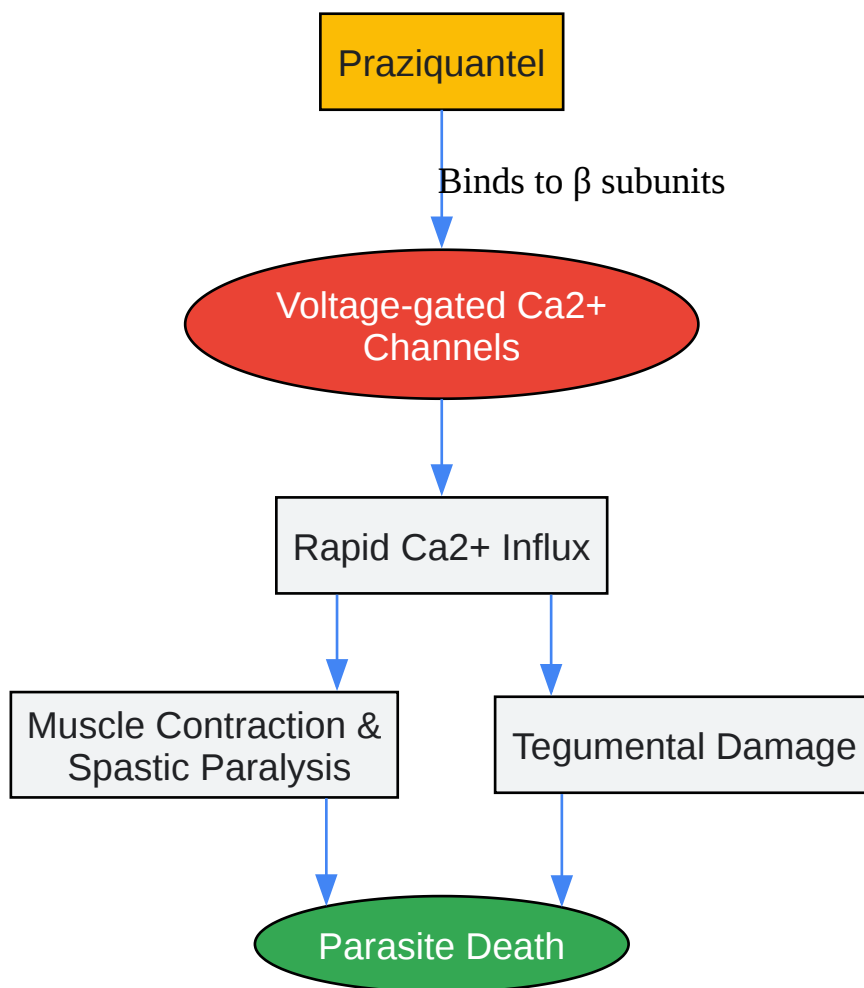 Praziquantel
Binds to β subunits
Voltage-gated Ca2+
Channels
Rapid Ca2+ Influx
Muscle Contraction &
Spastic Paralysis
Tegumental Damage
Parasite Death